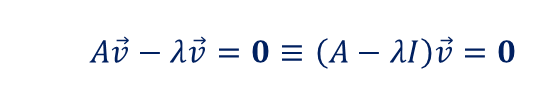 A𝑣⃗ − λ𝑣⃗ = 𝟎 ≡ (A − λI)𝑣⃗ = 𝟎